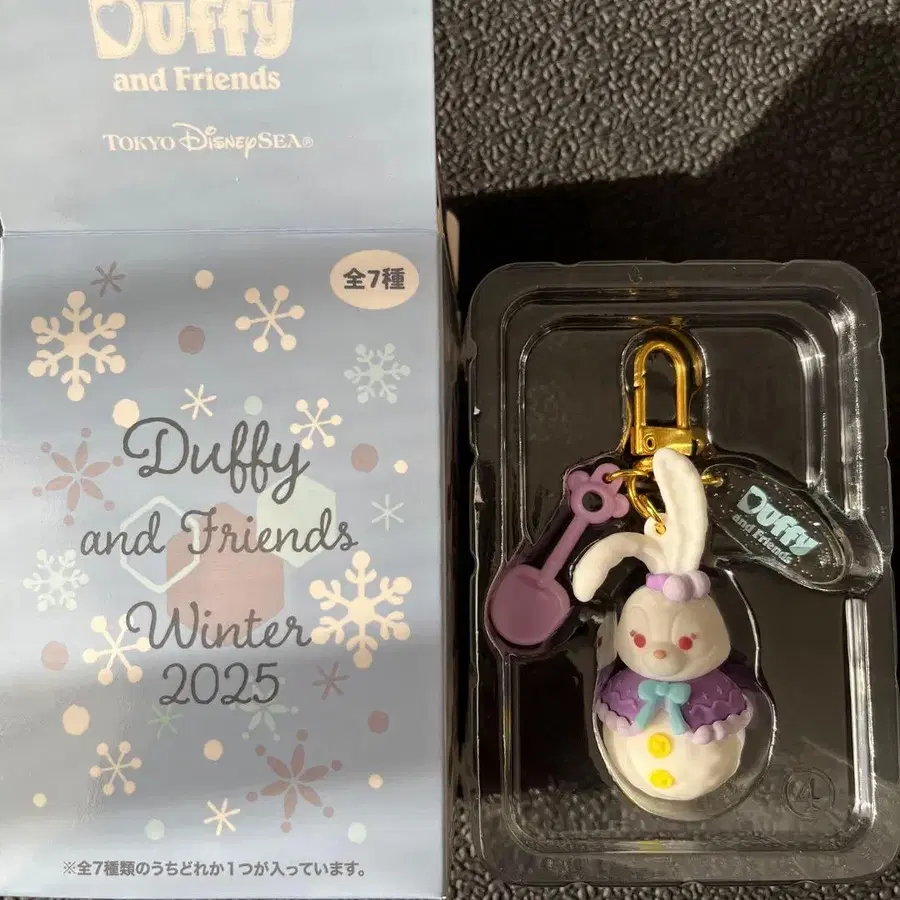 Duffy
and Friends
TOKYO DISNEYSEA®
全7種
Duffy
and Friends
Winter
2025
※全7種類のうちどれか1つが入っています。
Duffy
and Friends
4